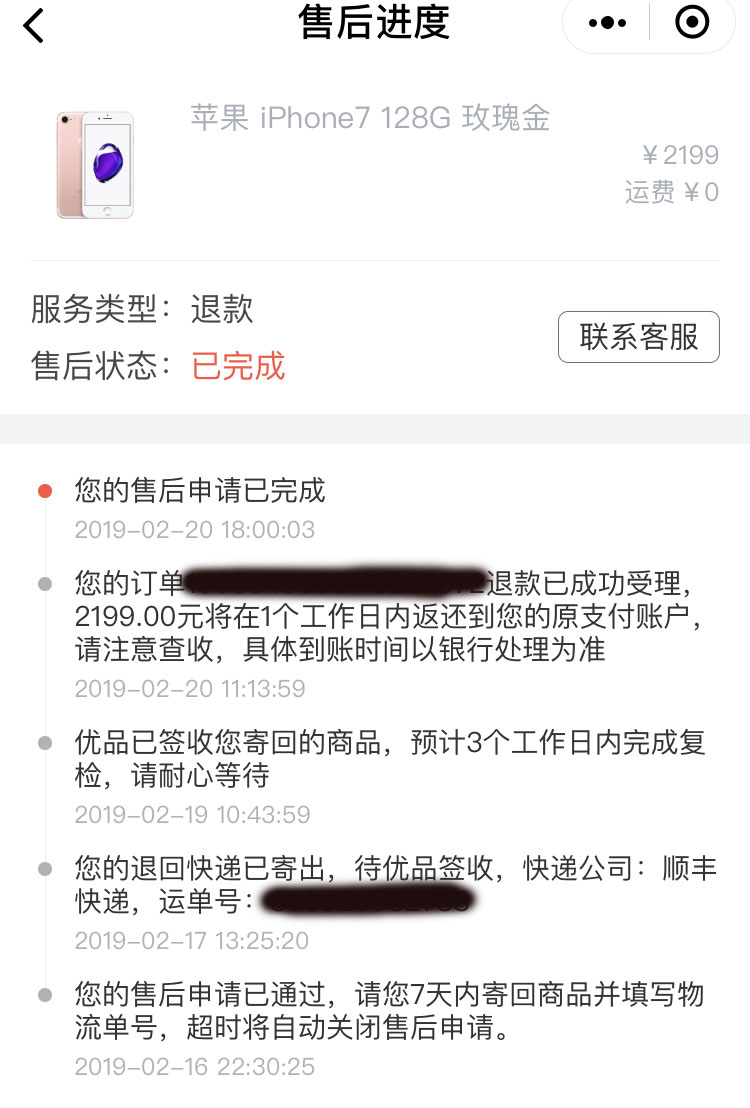 售后进度
苹果 iPhone7 128G 玫瑰金
￥2199
运费 ￥0
服务类型：退款
联系客服
售后状态：已完成
您的售后申请已完成
2019-02-20 18:00:03
您的订单 退款已成功受理，
2199.00元将在1个工作日内返还到您的原支付账户，
请注意查收，具体到账时间以银行处理为准
2019-02-20 11:13:59
优品已签收您寄回的商品，预计3个工作日内完成复
检，请耐心等待
2019-02-19 10:43:59
您的退回快递已寄出，待优品签收，快递公司：顺丰
快递，运单号：
2019-02-17 13:25:20
您的售后申请已通过，请您7天内寄回商品并填写物
流单号，超时将自动关闭售后申请。
2019-02-16 22:30:25